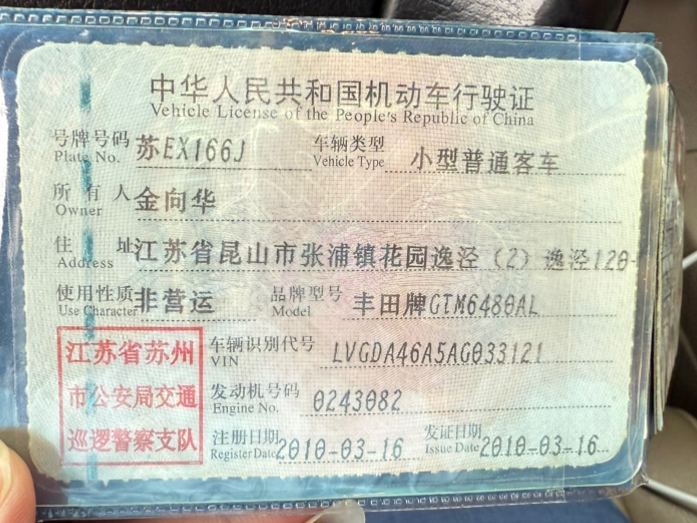 中华人民共和国机动车行驶证
Vehicle License of the People's Republic of China
号牌号码 苏EX166J 车辆类型 小型普通客车
Plate No. Vehicle Type
所有人 金向华
Owner
住址 江苏省昆山市张浦镇花园逸泾（2）逸泾120-
Address
使用性质 非营运 品牌型号 丰田牌GTM6480AL
Use Character Model
江苏省苏州 车辆识别代号 LVGDA46A5AG033121
VIN
市公安局交通 发动机号码 0243082
Engine No.
巡逻警察支队 注册日期 2010-03-16 发证日期 2010-03-16
Register Date Issue Date